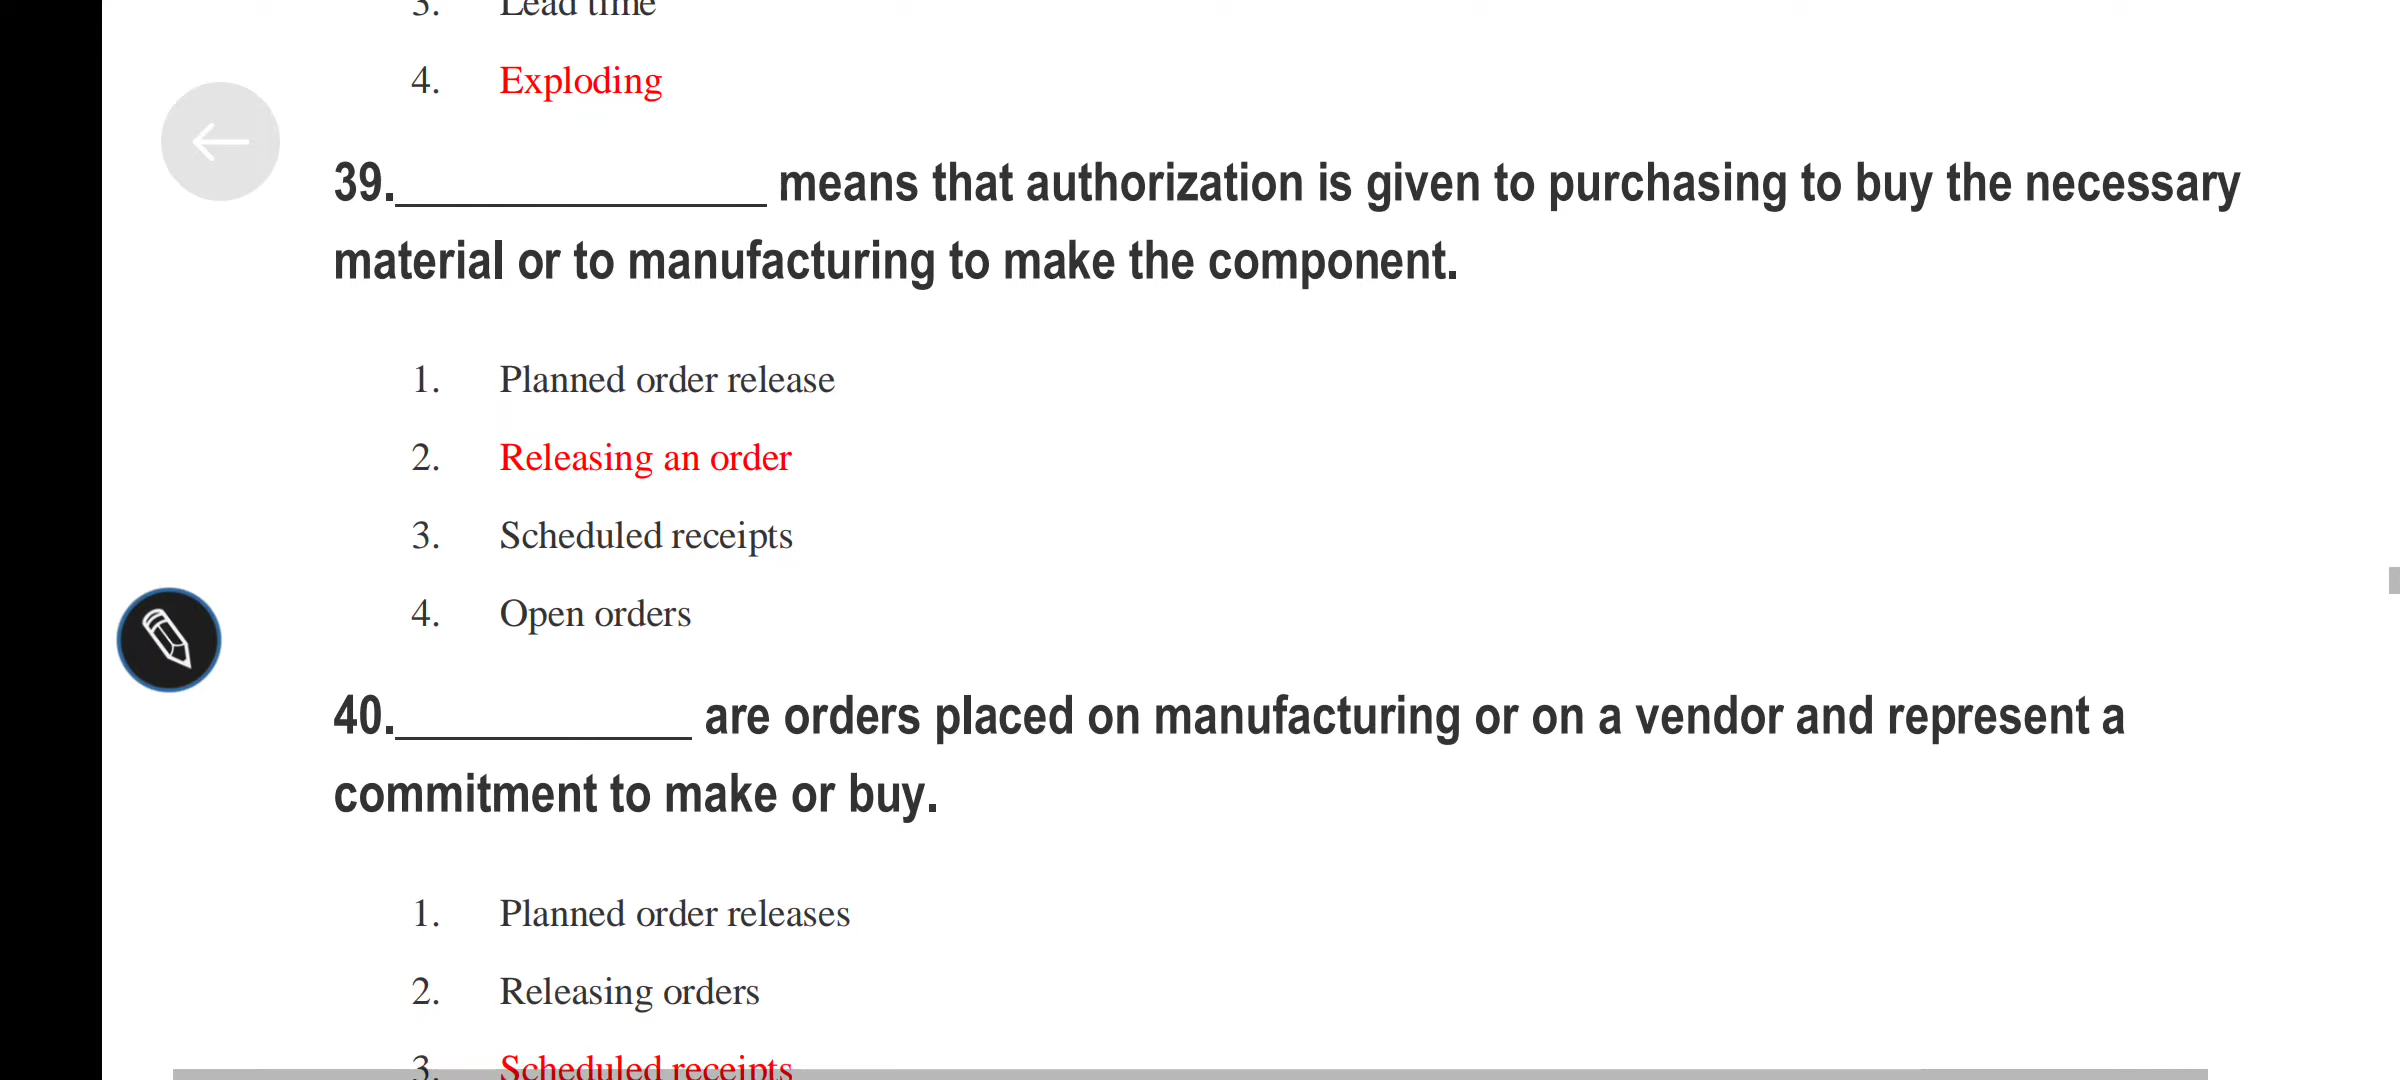 3. Lead time
4. Exploding
39.______________ means that authorization is given to purchasing to buy the necessary
material or to manufacturing to make the component.
1. Planned order release
2. Releasing an order
3. Scheduled receipts
4. Open orders
40.___________ are orders placed on manufacturing or on a vendor and represent a
commitment to make or buy.
1. Planned order releases
2. Releasing orders
3. Scheduled receipts